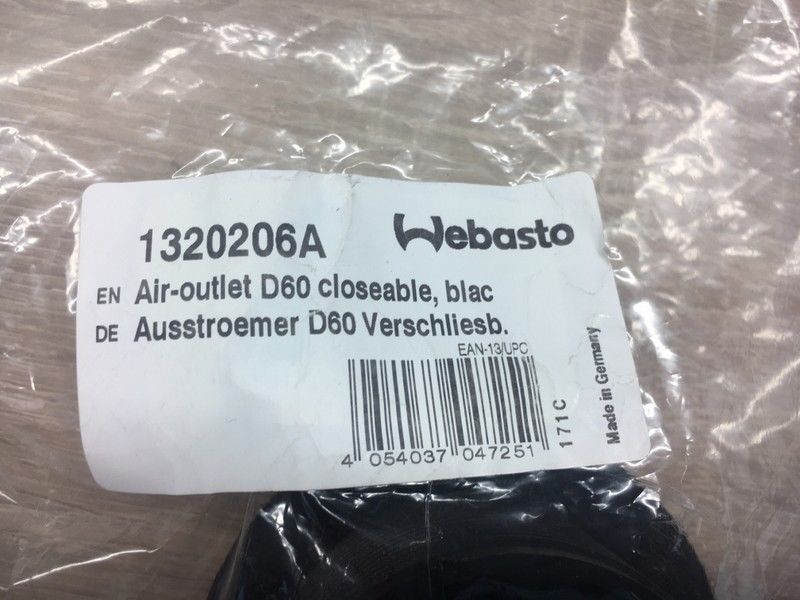 1320206A Webasto
EN Air-outlet D60 closeable, blac
DE Ausstroemer D60 Verschliesb.
EAN-13/UPC
4 054037 047251
171C
Made in Germany